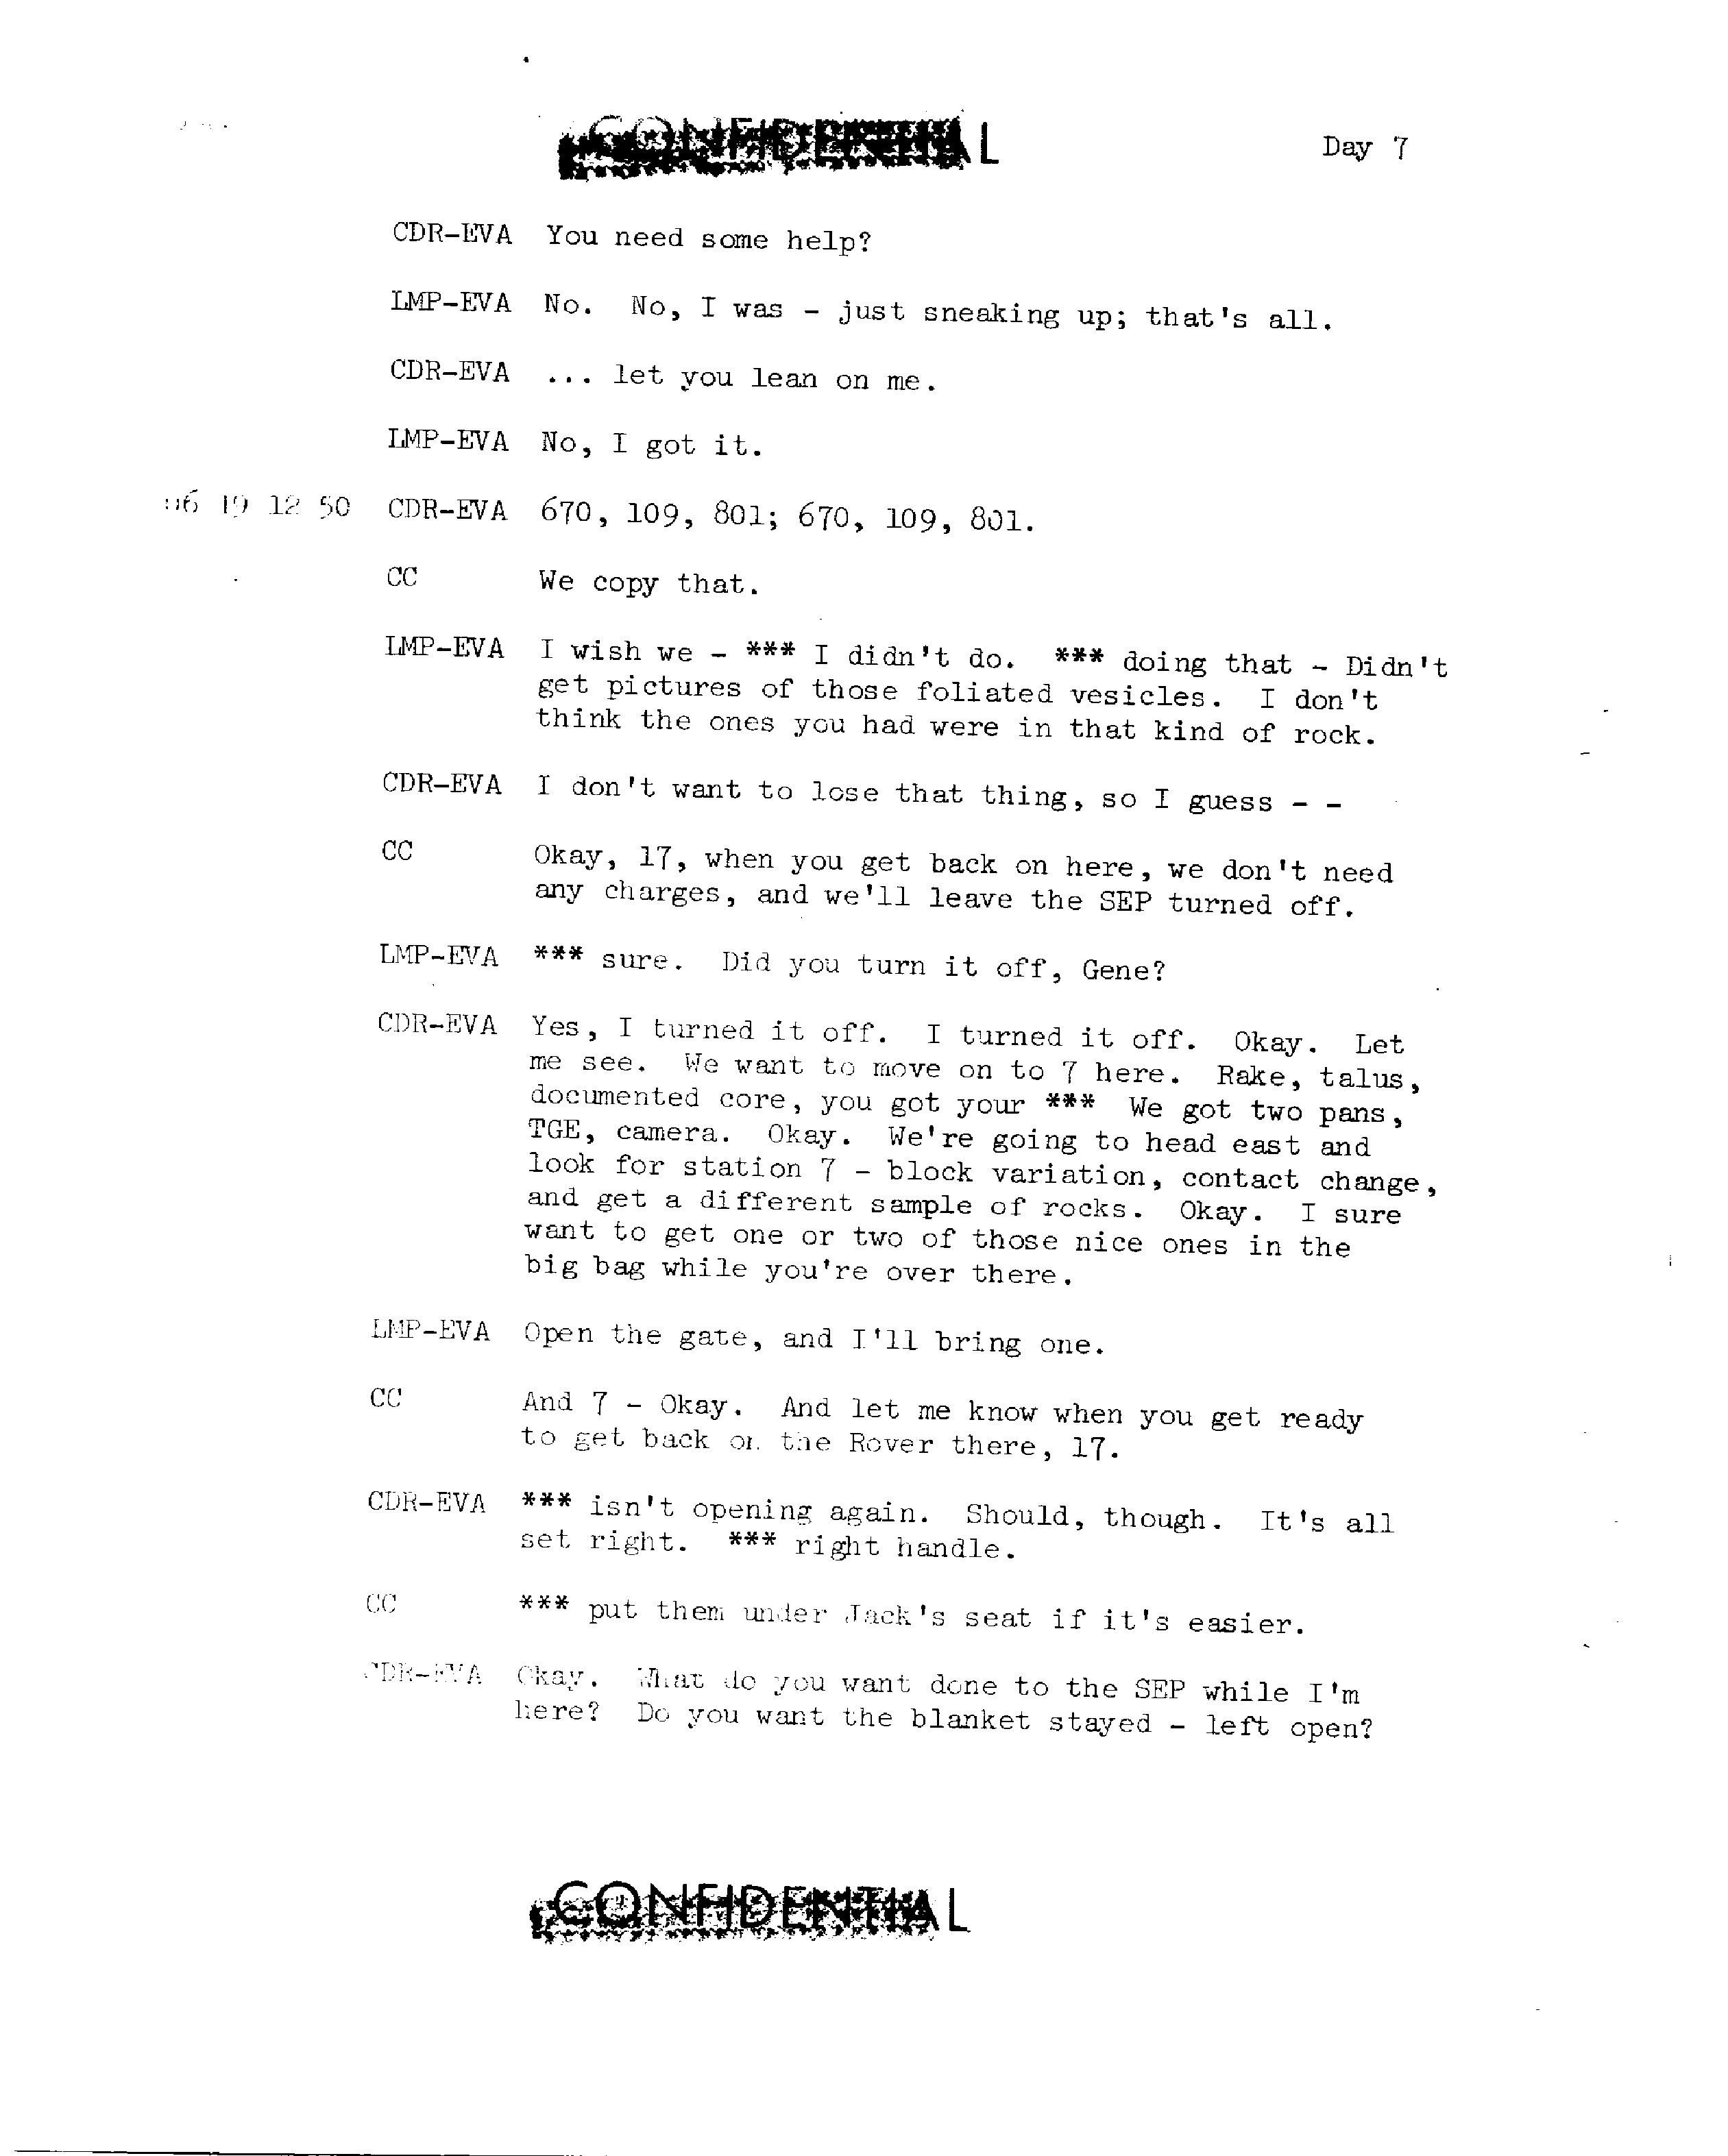 CONFIDENTIAL
Day 7
CDR-EVA You need some help?
LMP-EVA No. No, I was - just sneaking up; that's all.
CDR-EVA ... let you lean on me.
LMP-EVA No, I got it.
06 19 12 50 CDR-EVA 670, 109, 801; 670, 109, 801.
CC We copy that.
LMP-EVA I wish we - *** I didn't do. *** doing that - Didn't
get pictures of those foliated vesicles. I don't
think the ones you had were in that kind of rock.
CDR-EVA I don't want to lose that thing, so I guess - -
CC Okay, 17, when you get back on here, we don't need
any charges, and we'll leave the SEP turned off.
LMP-EVA *** sure. Did you turn it off, Gene?
CDR-EVA Yes, I turned it off. I turned it off. Okay. Let
me see. We want to move on to 7 here. Rake, talus,
documented core, you got your *** We got two pans,
TGE, camera. Okay. We're going to head east and
look for station 7 - block variation, contact change,
and get a different sample of rocks. Okay. I sure
want to get one or two of those nice ones in the
big bag while you're over there.
LMP-EVA Open the gate, and I'll bring one.
CC And 7 - Okay. And let me know when you get ready
to get back on the Rover there, 17.
CDR-EVA *** isn't opening again. Should, though. It's all
set right. *** right handle.
CC *** put them under Jack's seat if it's easier.
CDR-EVA Okay. What do you want done to the SEP while I'm
here? Do you want the blanket stayed - left open?
CONFIDENTIAL